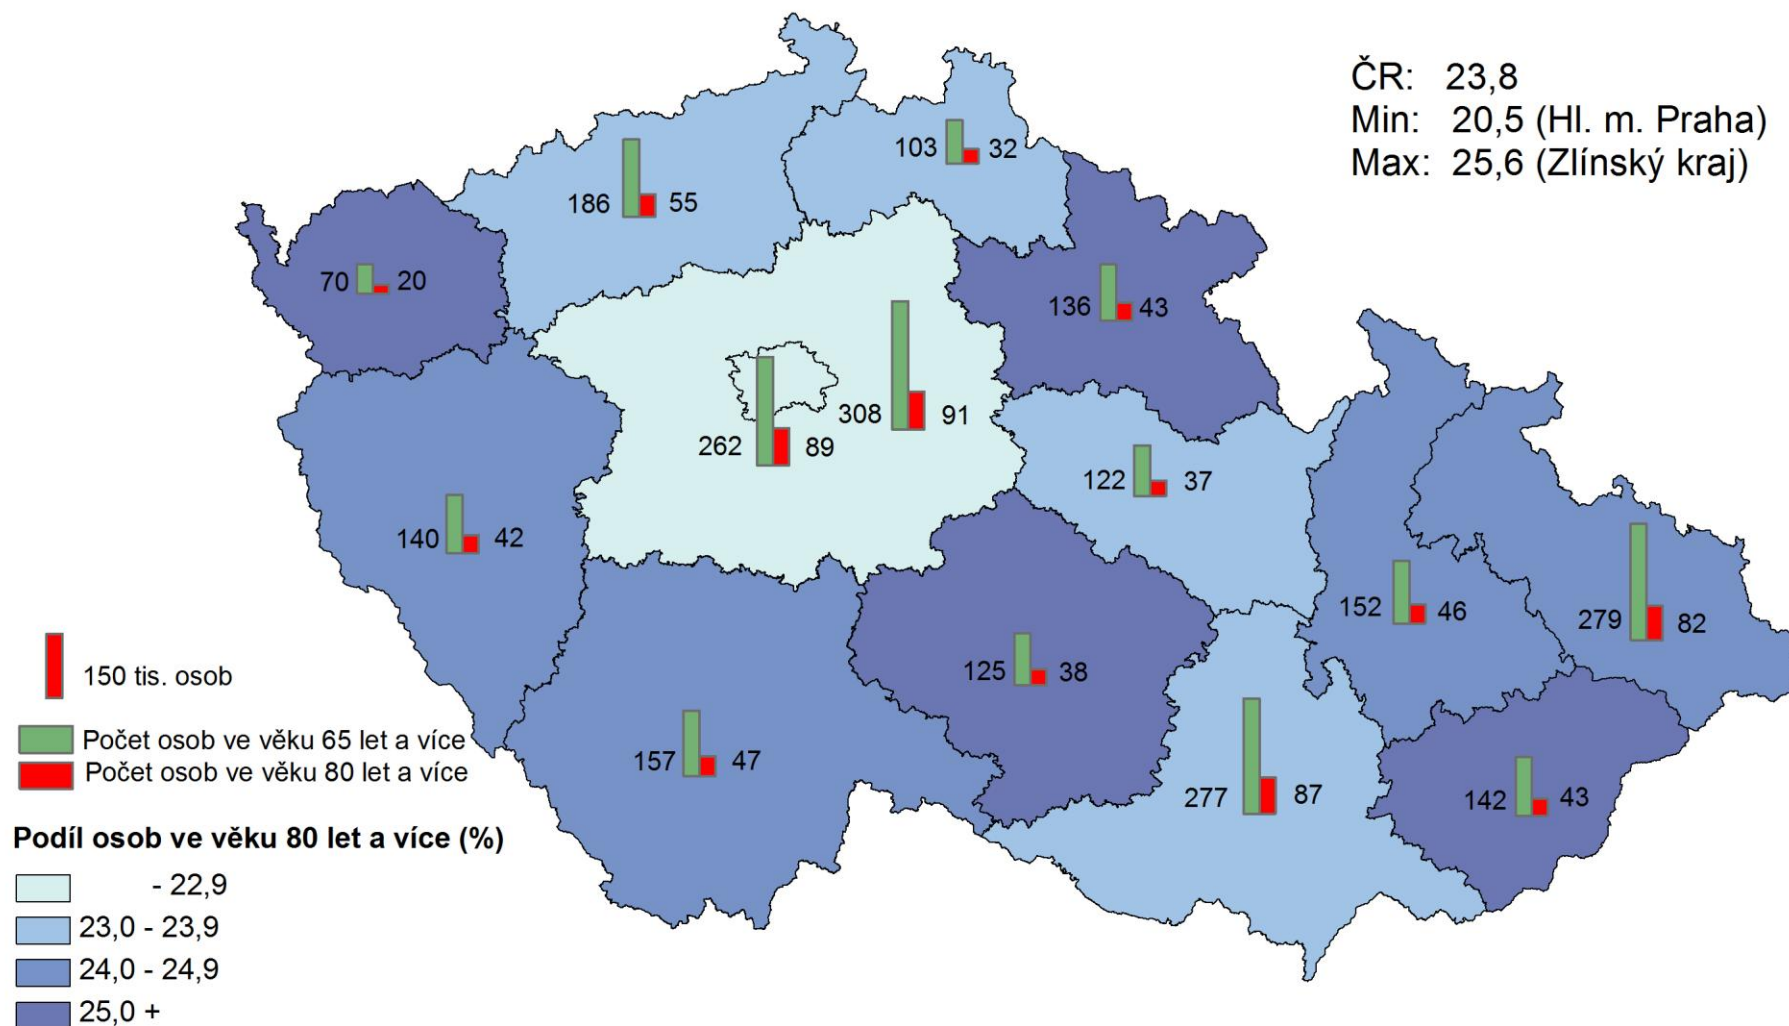 ČR: 23,8
Min: 20,5 (Hl. m. Praha)
Max: 25,6 (Zlínský kraj)
103 32
186 55
70 20
136 43
308 91
262 89
122 37
140 42
152 46
279 82
125 38
157 47
277 87
142 43
150 tis. osob
Počet osob ve věku 65 let a více
Počet osob ve věku 80 let a více
Podíl osob ve věku 80 let a více (%)
- 22,9
23,0 - 23,9
24,0 - 24,9
25,0 +